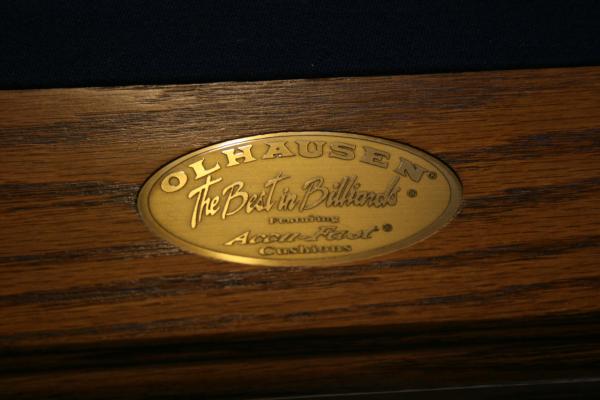 OLHAUSEN®
The Best in Billiards®
Featuring
Accu-Fast®
Cushions